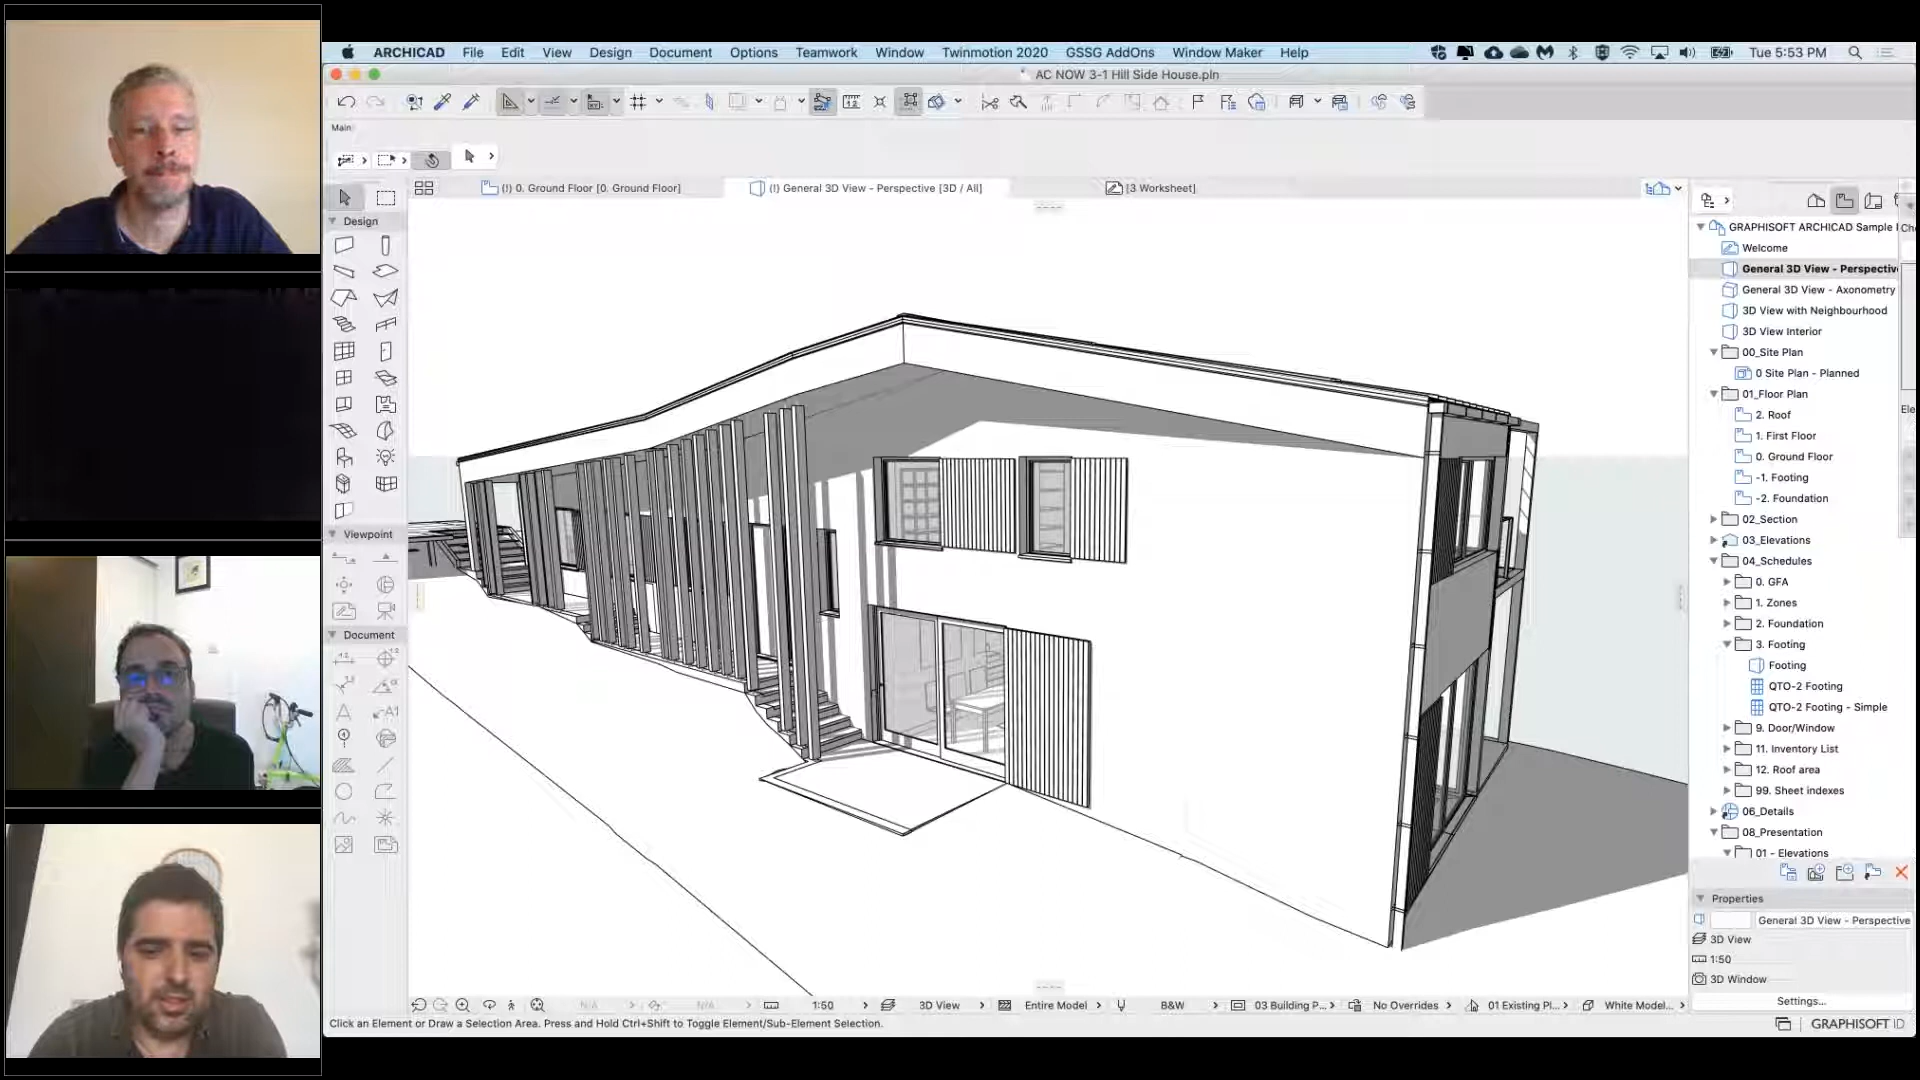 ARCHICAD File Edit View Design Document Options Teamwork Window Twinmotion 2020 GSSG AddOns Window Maker Help Tue 5:53 PM
AC NOW 3-1 Hill Side House.pln
Main:
(!) 0. Ground Floor [0. Ground Floor]
(!) General 3D View - Perspective [3D / All]
[3 Worksheet]
Design
Viewpoint
Document
GRAPHISOFT ARCHICAD Sample
Welcome
General 3D View - Perspective
General 3D View - Axonometry
3D View with Neighbourhood
3D View Interior
00_Site Plan
0 Site Plan - Planned
01_Floor Plan
2. Roof
1. First Floor
0. Ground Floor
-1. Footing
-2. Foundation
02_Section
03_Elevations
04_Schedules
0. GFA
1. Zones
2. Foundation
3. Footing
Footing
QTO-2 Footing
QTO-2 Footing - Simple
9. Door/Window
11. Inventory List
12. Roof area
99. Sheet indexes
06_Details
08_Presentation
01 - Elevations
Properties
General 3D View - Perspective
3D View
1:50
3D Window
Settings...
N/A N/A 1:50 3D View Entire Model B&W 03 Building P... No Overrides 01 Existing Pl... White Model...
Click an Element or Draw a Selection Area. Press and Hold Ctrl+Shift to Toggle Element/Sub-Element Selection.
GRAPHISOFT ID